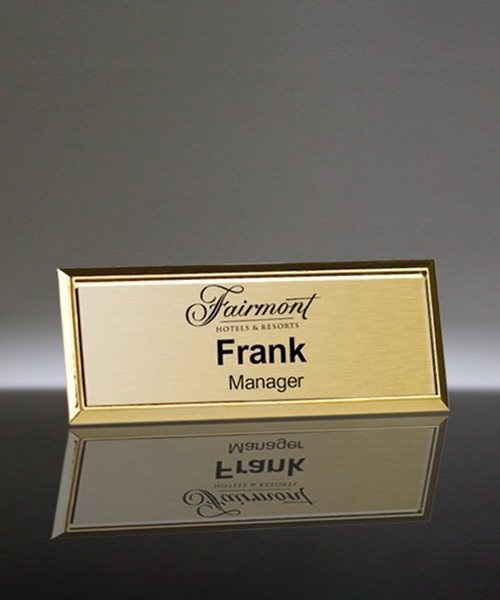 Fairmont
HOTELS & RESORTS
Frank
Manager